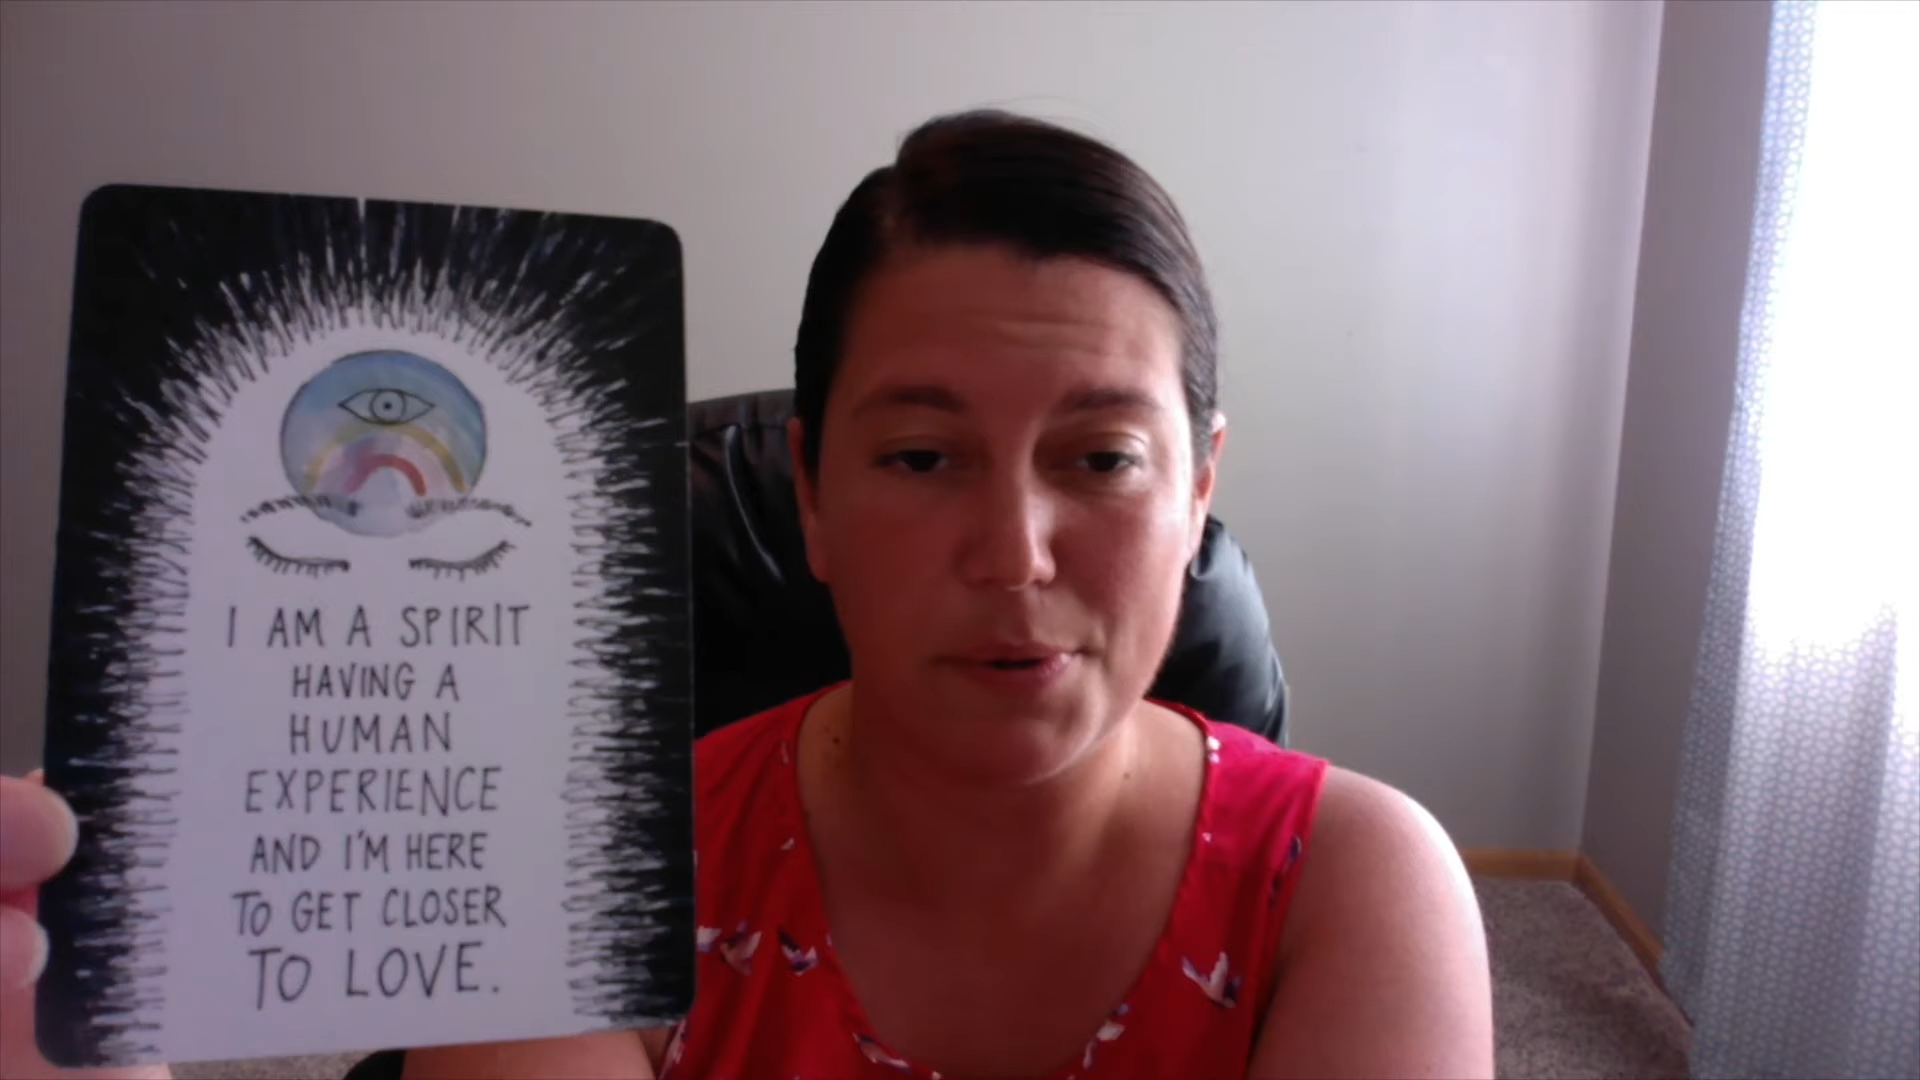 I AM A SPIRIT
HAVING A
HUMAN
EXPERIENCE
AND I'M HERE
TO GET CLOSER
TO LOVE.